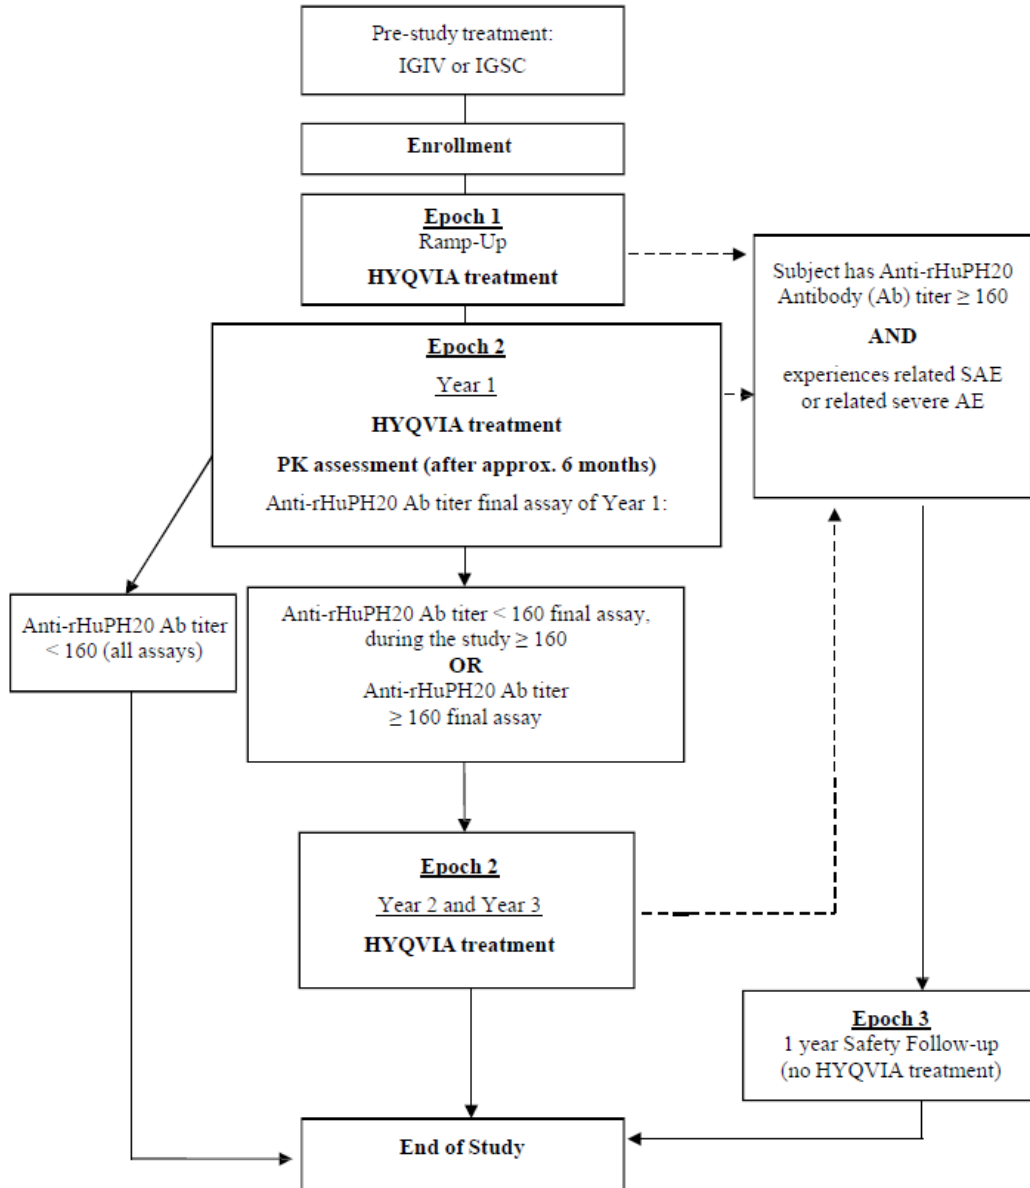 Pre-study treatment:
IGIV or IGSC
Enrollment
Epoch 1
Ramp-Up
HYQVIA treatment
Subject has Anti-rHuPH20
Antibody (Ab) titer ≥ 160
AND
experiences related SAE
or related severe AE
Epoch 2
Year 1
HYQVIA treatment
PK assessment (after approx. 6 months)
Anti-rHuPH20 Ab titer final assay of Year 1:
Anti-rHuPH20 Ab titer
< 160 (all assays)
Anti-rHuPH20 Ab titer < 160 final assay,
during the study ≥ 160
OR
Anti-rHuPH20 Ab titer
≥ 160 final assay
Epoch 2
Year 2 and Year 3
HYQVIA treatment
Epoch 3
1 year Safety Follow-up
(no HYQVIA treatment)
End of Study